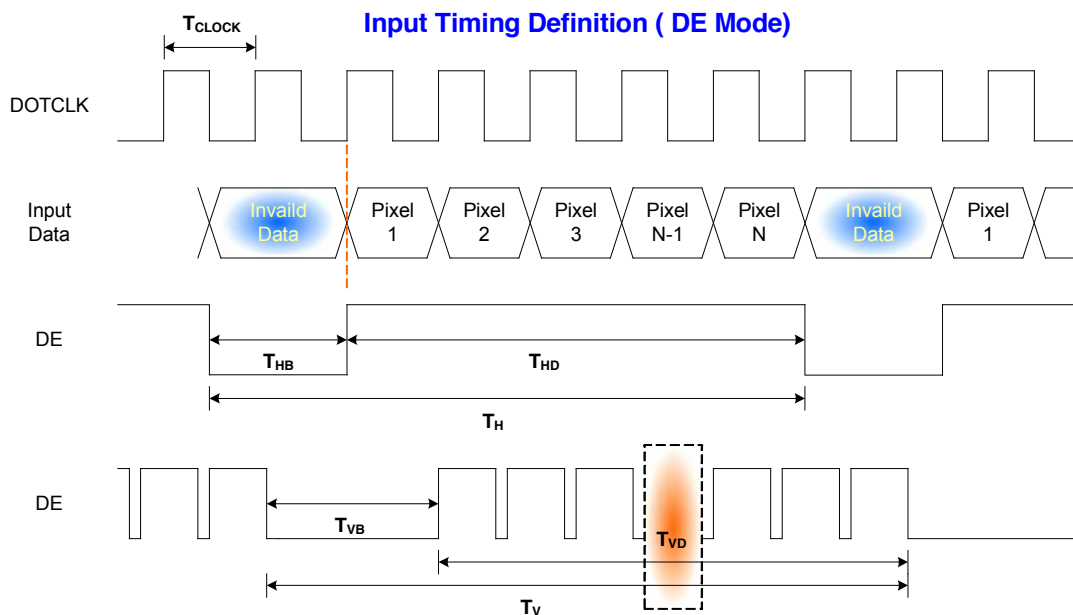 Input Timing Definition ( DE Mode)
TCLOCK
DOTCLK
Input
Data
Invaild
Data
Pixel
1
Pixel
2
Pixel
3
Pixel
N-1
Pixel
N
Invaild
Data
Pixel
1
DE
THB
THD
TH
DE
TVB
TVD
TV